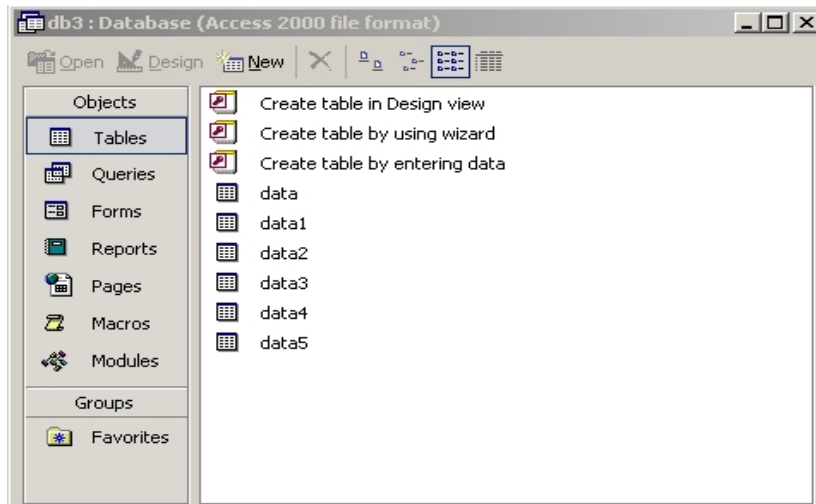 db3 : Database (Access 2000 file format)
Open Design New
Objects
Tables
Queries
Forms
Reports
Pages
Macros
Modules
Groups
Favorites
Create table in Design view
Create table by using wizard
Create table by entering data
data
data1
data2
data3
data4
data5